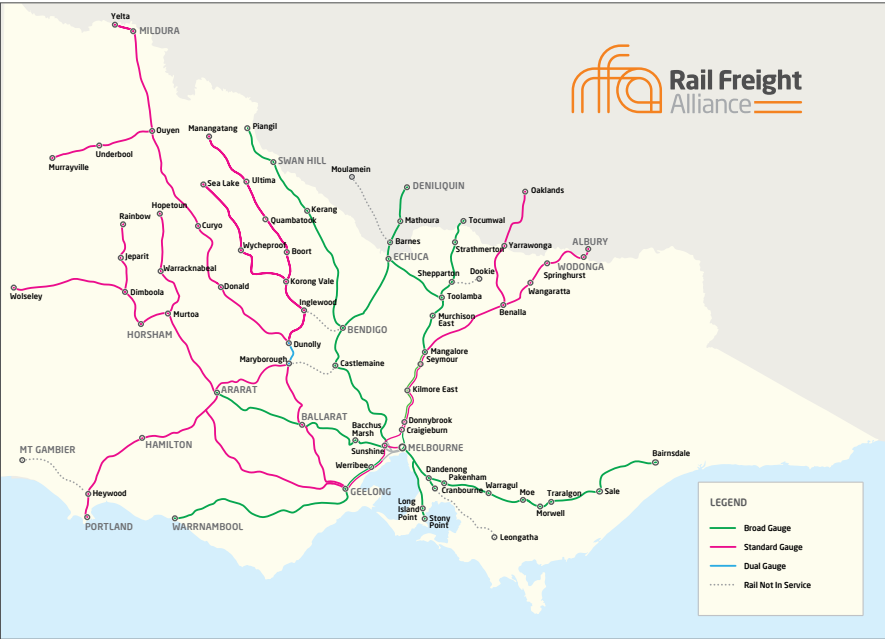 Yelta
MILDURA
rfa Rail Freight
Alliance
Ouyen
Manangatang
Piangil
Underbool
Murrayville
SWAN HILL
Moulamein
Sea Lake
Ultima
DENILIQUIN
Oaklands
Hopetoun
Rainbow
Kerang
Quambatook
Curyo
Mathoura
Tocumwal
Wycheproof
Boort
Barnes
Strathmerton
Yarrawonga
ALBURY
Jeparit
ECHUCA
WODONGA
Warracknabeal
Shepparton
Dookie
Springhurst
Korong Vale
Donald
Wangaratta
Wolseley
Dimboola
Toolamba
Inglewood
Murtoa
Benalla
Murchison
East
HORSHAM
BENDIGO
Dunolly
Mangalore
Maryborough
Castlemaine
Seymour
ARARAT
Kilmore East
BALLARAT
Donnybrook
Craigieburn
Bacchus
Marsh
HAMILTON
MT GAMBIER
Sunshine
MELBOURNE
Bairnsdale
Werribee
Dandenong
Pakenham
Cranbourne
Warragul
Heywood
GEELONG
Moe
Traralgon
Sale
Long
Island
Point
Morwell
PORTLAND
WARRNAMBOOL
Stony
Point
Leongatha
LEGEND
Broad Gauge
Standard Gauge
Dual Gauge
Rail Not In Service